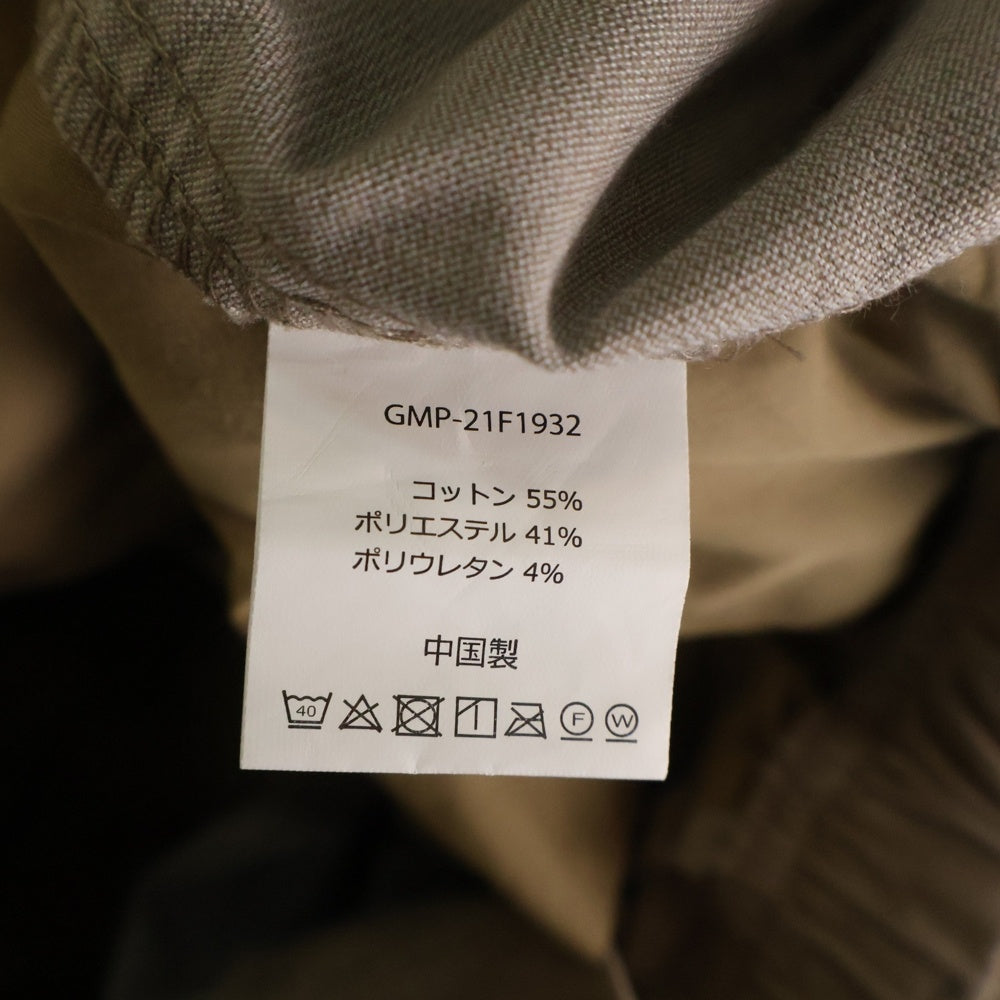 GMP-21F1932
コットン 55%
ポリエステル 41%
ポリウレタン 4%
中国製
40 F W